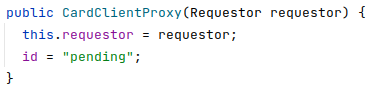 public CardClientProxy(Requestor requestor) {
  this.requestor = requestor;
  id = "pending";
}